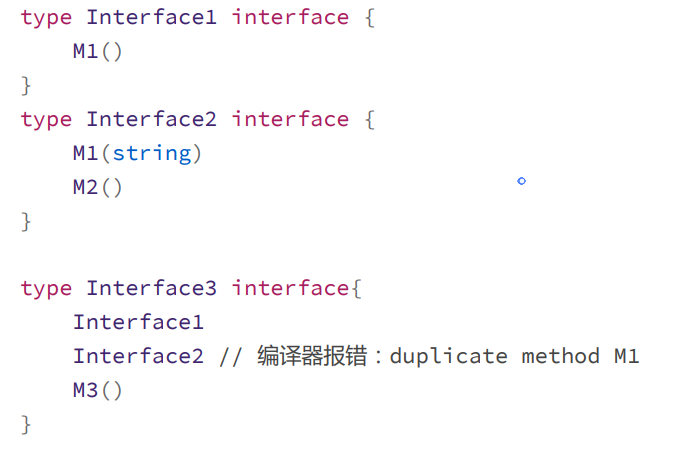 type Interface1 interface {
    M1()
}
type Interface2 interface {
    M1(string)
    M2()
}

type Interface3 interface{
    Interface1
    Interface2 // 编译器报错：duplicate method M1
    M3()
}